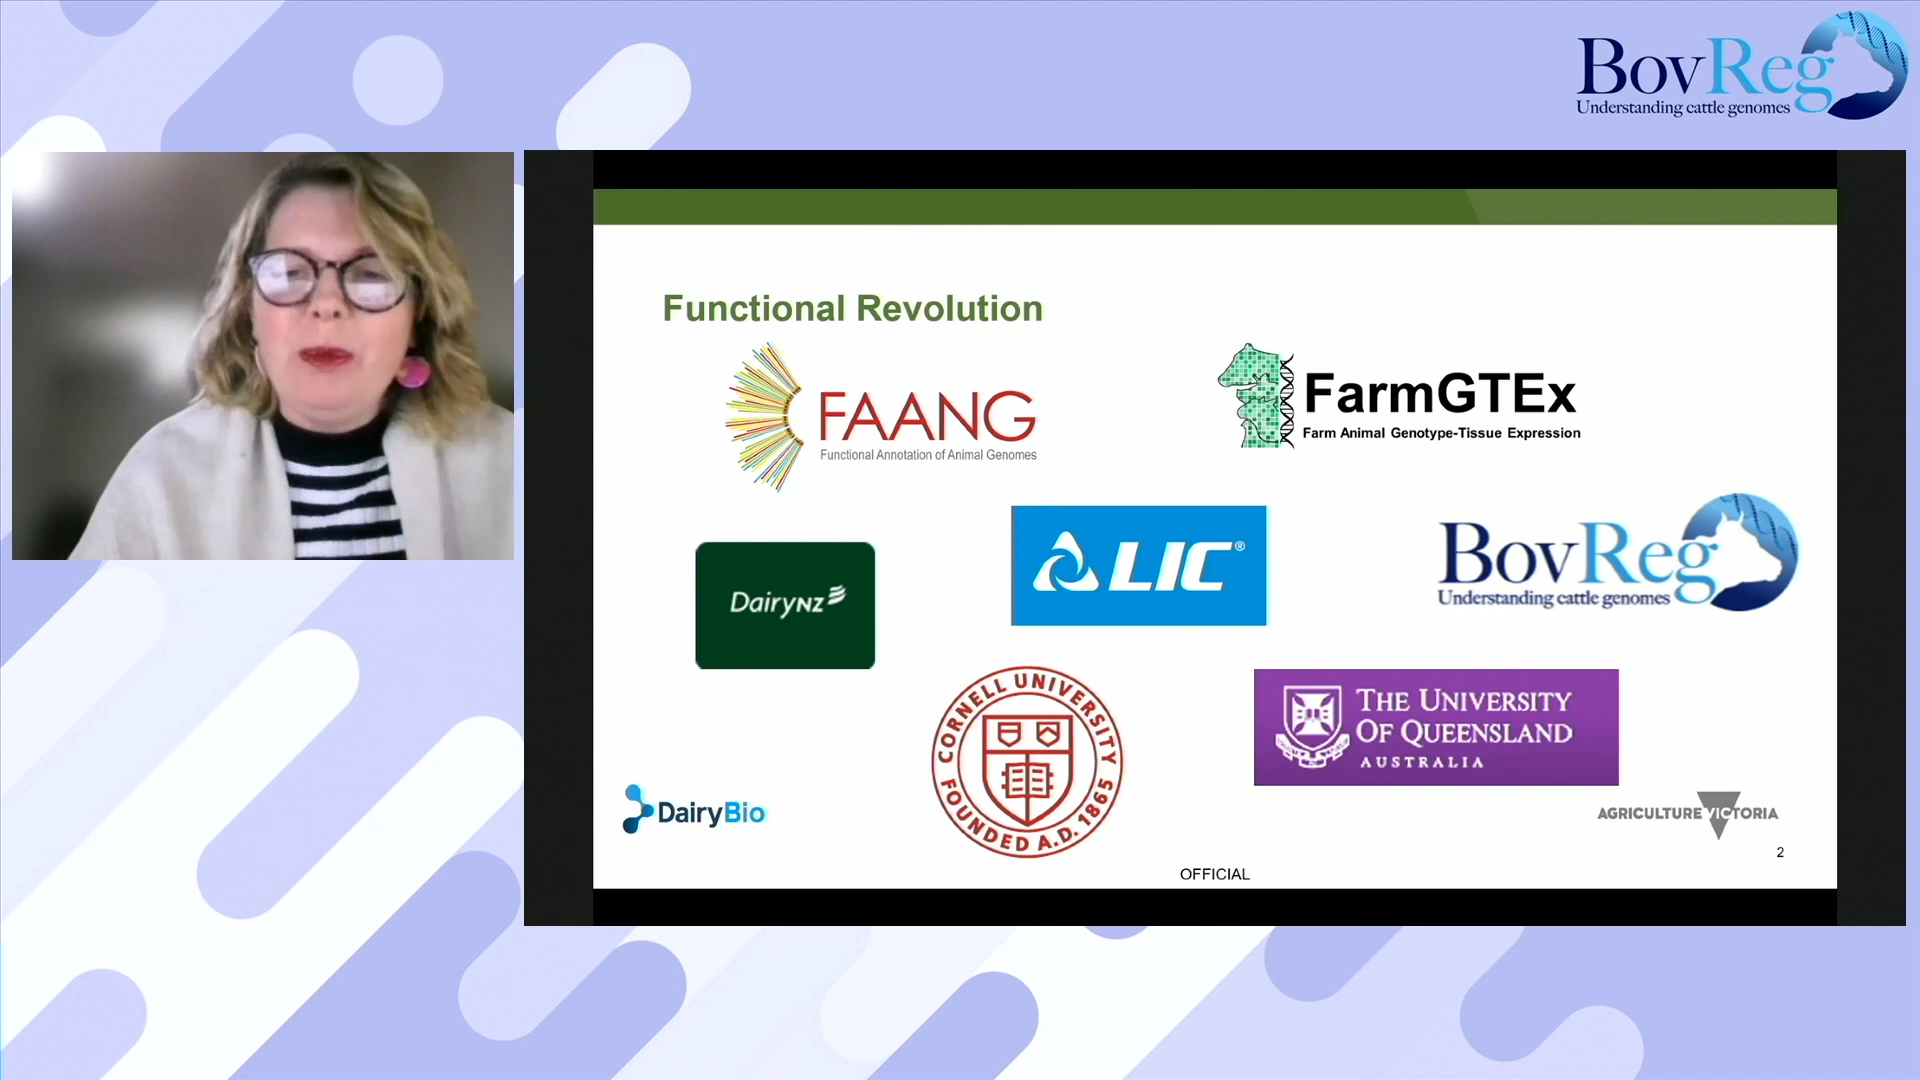 BovReg
Understanding cattle genomes
Functional Revolution
FAANG
Functional Annotation of Animal Genomes
FarmGTEx
Farm Animal Genotype-Tissue Expression
DairyNZ
LIC®
BovReg
Understanding cattle genomes
CORNELL UNIVERSITY
FOUNDED A.D. 1865
THE UNIVERSITY
OF QUEENSLAND
AUSTRALIA
DairyBio
AGRICULTURE VICTORIA
2
OFFICIAL